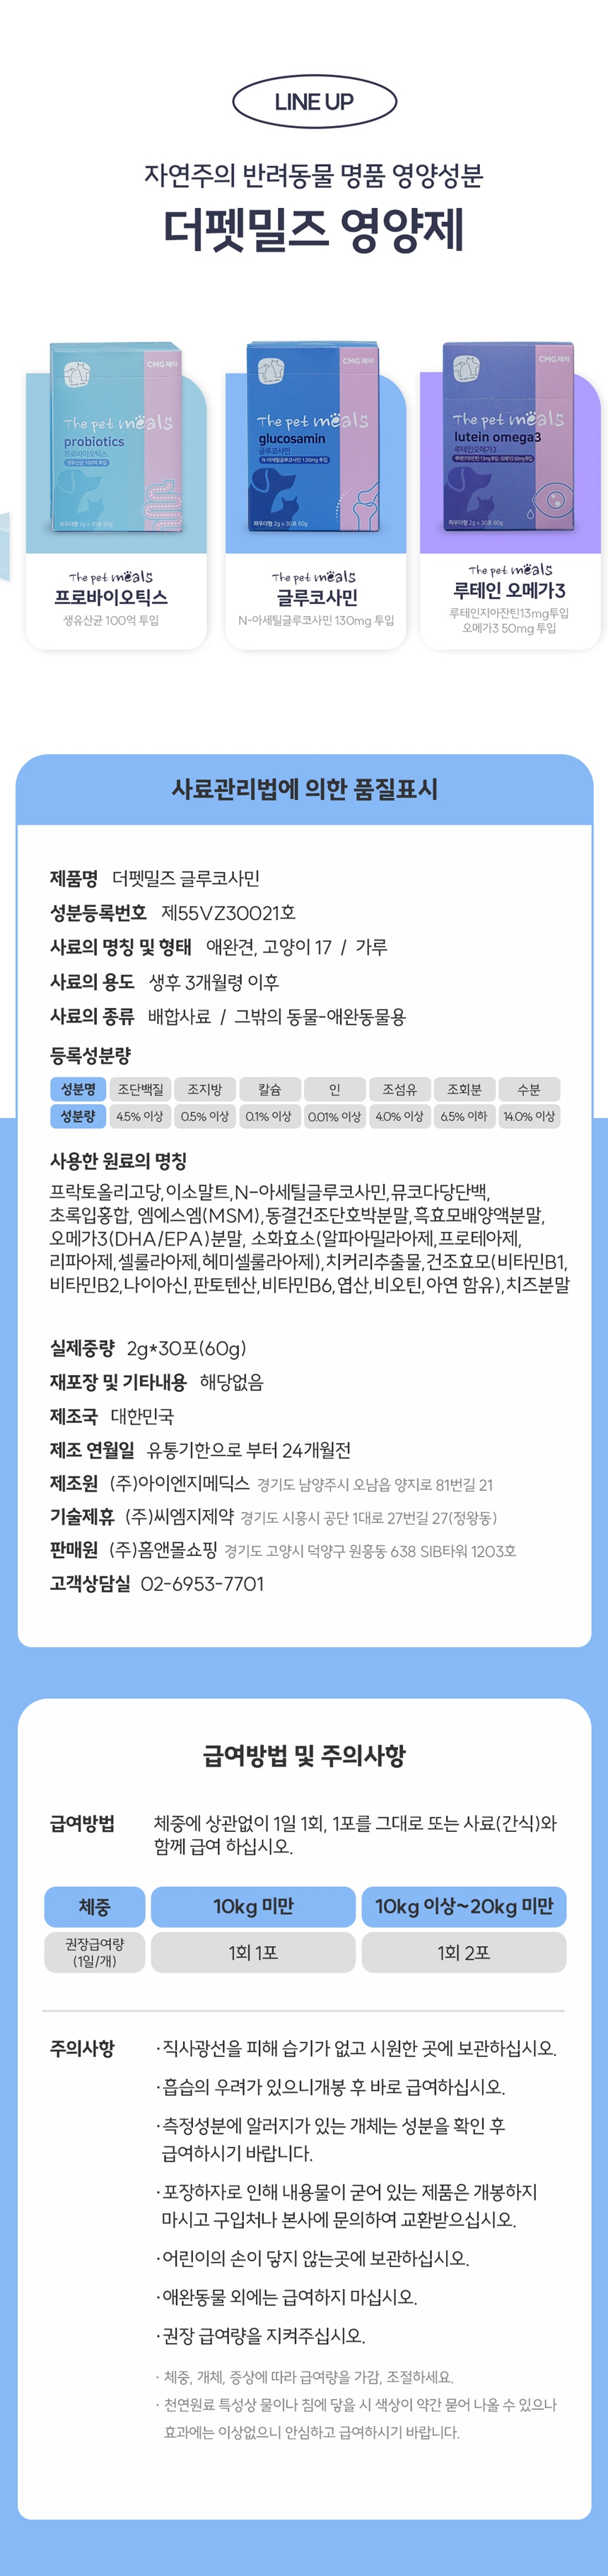 LINE UP
자연주의 반려동물 명품 영양성분
더펫밀즈 영양제
CMG제약
The pet meals
probiotics
프로바이오틱스
생유산균 100억 투입
파우더형 2g x 30포 60g
CMG제약
The pet meals
glucosamin
글루코사민
N-아세틸글루코사민 130mg 투입
파우더형 2g x 30포 60g
CMG제약
The pet meals
lutein omega3
루테인오메가3
루테인지아잔틴 13mg투입-오메가3 50mg 투입
파우더형 2g x 30포 60g
The pet meals
프로바이오틱스
생유산균 100억 투입
The pet meals
글루코사민
N-아세틸글루코사민 130mg 투입
The pet meals
루테인 오메가3
루테인지아잔틴13mg투입
오메가3 50mg 투입
사료관리법에 의한 품질표시
제품명 더펫밀즈 글루코사민
성분등록번호 제55VZ30021호
사료의 명칭 및 형태 애완견, 고양이 17 / 가루
사료의 용도 생후 3개월령 이후
사료의 종류 배합사료 / 그밖의 동물-애완동물용
등록성분량
성분명 조단백질 조지방 칼슘 인 조섬유 조회분 수분
성분량 4.5% 이상 0.5% 이상 0.1% 이상 0.01% 이상 4.0% 이상 6.5% 이하 14.0% 이상
사용한 원료의 명칭
프락토올리고당,이소말트,N-아세틸글루코사민,뮤코다당단백,
초록입홍합, 엠에스엠(MSM),동결건조단호박분말,흑효모배양액분말,
오메가3(DHA/EPA)분말, 소화효소(알파아밀라아제,프로테아제,
리파아제,셀룰라아제,헤미셀룰라아제),치커리추출물,건조효모(비타민B1,
비타민B2,나이아신,판토텐산,비타민B6,엽산,비오틴,아연 함유),치즈분말
실제중량 2g*30포(60g)
재포장 및 기타내용 해당없음
제조국 대한민국
제조 연월일 유통기한으로 부터 24개월전
제조원 (주)아이엔지메딕스 경기도 남양주시 오남읍 양지로 81번길 21
기술제휴 (주)씨엠지제약 경기도 시흥시 공단 1대로 27번길 27(정왕동)
판매원 (주)홈앤몰쇼핑 경기도 고양시 덕양구 원흥동 638 SIB타워 1203호
고객상담실 02-6953-7701
급여방법 및 주의사항
급여방법 체중에 상관없이 1일 1회, 1포를 그대로 또는 사료(간식)와
함께 급여 하십시오.
체중 10kg 미만 10kg 이상~20kg 미만
권장급여량
(1일/개) 1회 1포 1회 2포
주의사항 ·직사광선을 피해 습기가 없고 시원한 곳에 보관하십시오.
·흡습의 우려가 있으니개봉 후 바로 급여하십시오.
·측정성분에 알러지가 있는 개체는 성분을 확인 후
급여하시기 바랍니다.
·포장하자로 인해 내용물이 굳어 있는 제품은 개봉하지
마시고 구입처나 본사에 문의하여 교환받으십시오.
·어린이의 손이 닿지 않는곳에 보관하십시오.
·애완동물 외에는 급여하지 마십시오.
·권장 급여량을 지켜주십시오.
· 체중, 개체, 증상에 따라 급여량을 가감, 조절하세요.
· 천연원료 특성상 물이나 침에 닿을 시 색상이 약간 묻어 나올 수 있으나
효과에는 이상없으니 안심하고 급여하시기 바랍니다.